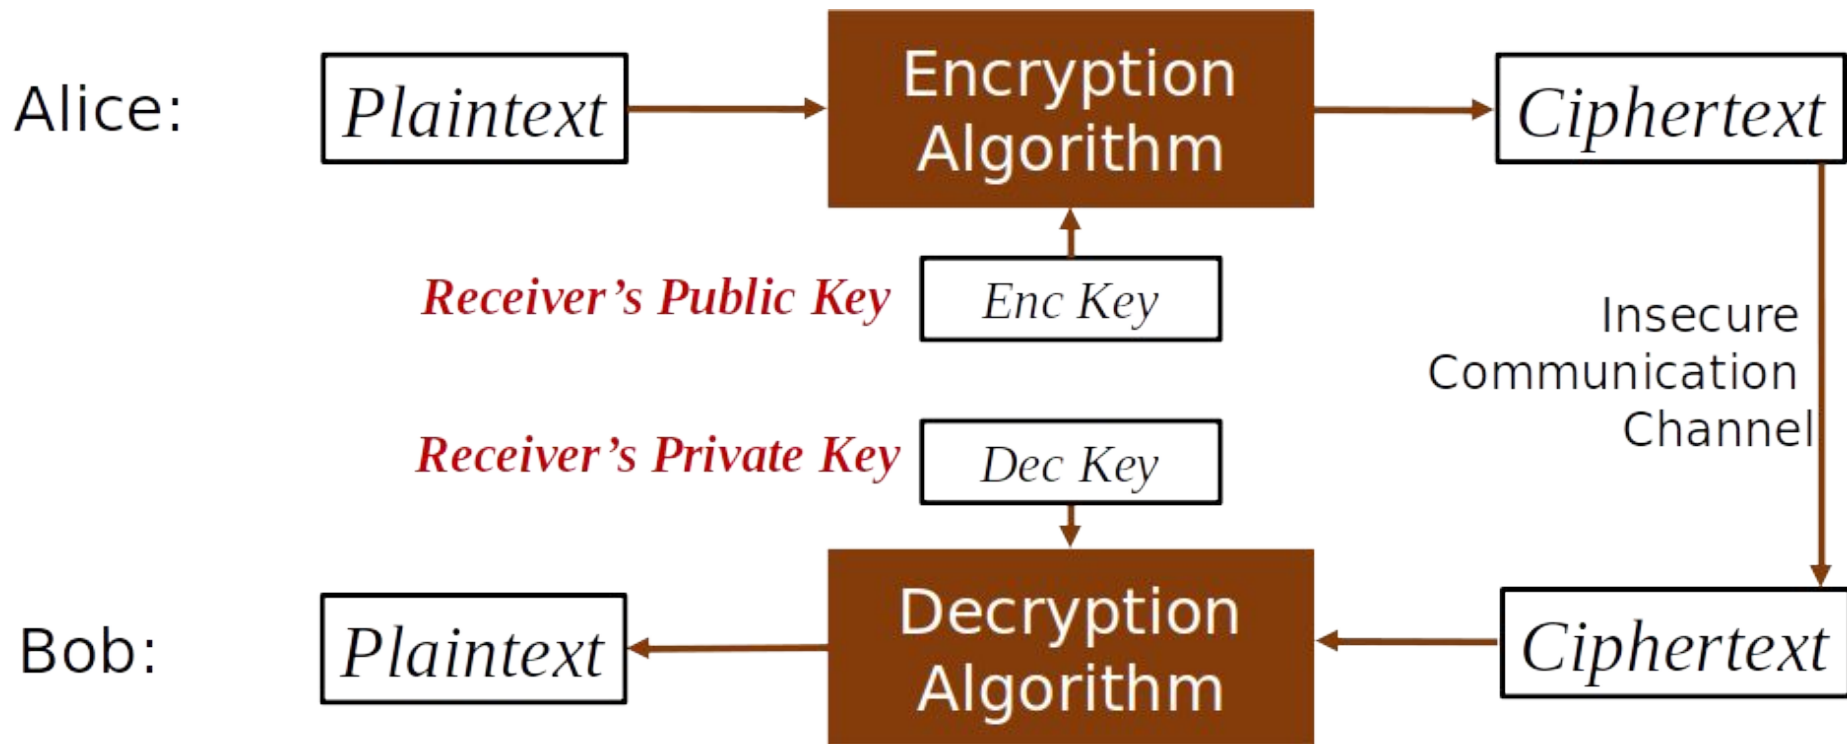 Alice:
Plaintext
Encryption
Algorithm
Ciphertext
Receiver’s Public Key
Enc Key
Insecure
Communication
Channel
Receiver’s Private Key
Dec Key
Bob:
Plaintext
Decryption
Algorithm
Ciphertext